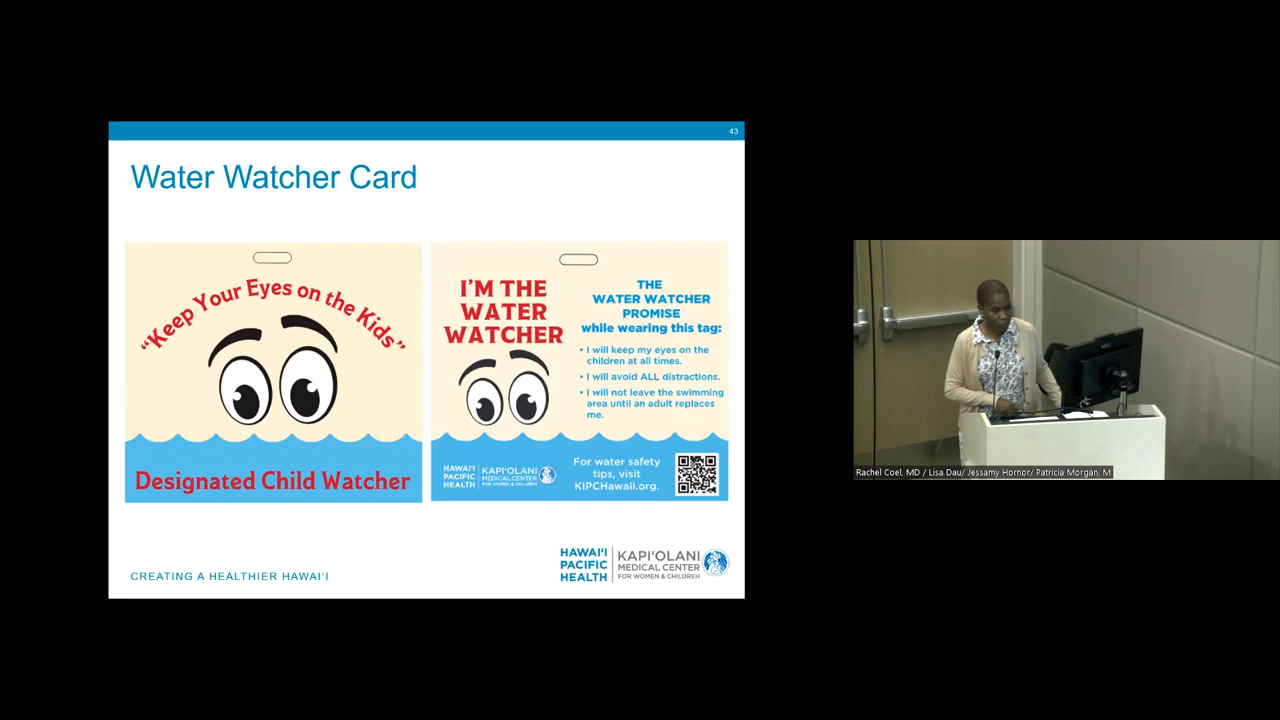 43
Water Watcher Card
“Keep Your Eyes on the Kids”
Designated Child Watcher
I’M THE
WATER
WATCHER
THE
WATER WATCHER
PROMISE
while wearing this tag:
• I will keep my eyes on the
children at all times.
• I will avoid ALL distractions.
• I will not leave the swimming
area until an adult replaces
me.
HAWAI‘I
PACIFIC
HEALTH
KAPI‘OLANI
MEDICAL CENTER
FOR WOMEN & CHILDREN
For water safety
tips, visit
KIPCHawaii.org.
CREATING A HEALTHIER HAWAI‘I
HAWAI‘I
PACIFIC
HEALTH
KAPI‘OLANI
MEDICAL CENTER
FOR WOMEN & CHILDREN
NEC
Rachel Coel, MD / Lisa Dau/ Jessamy Hornor/ Patricia Morgan, M